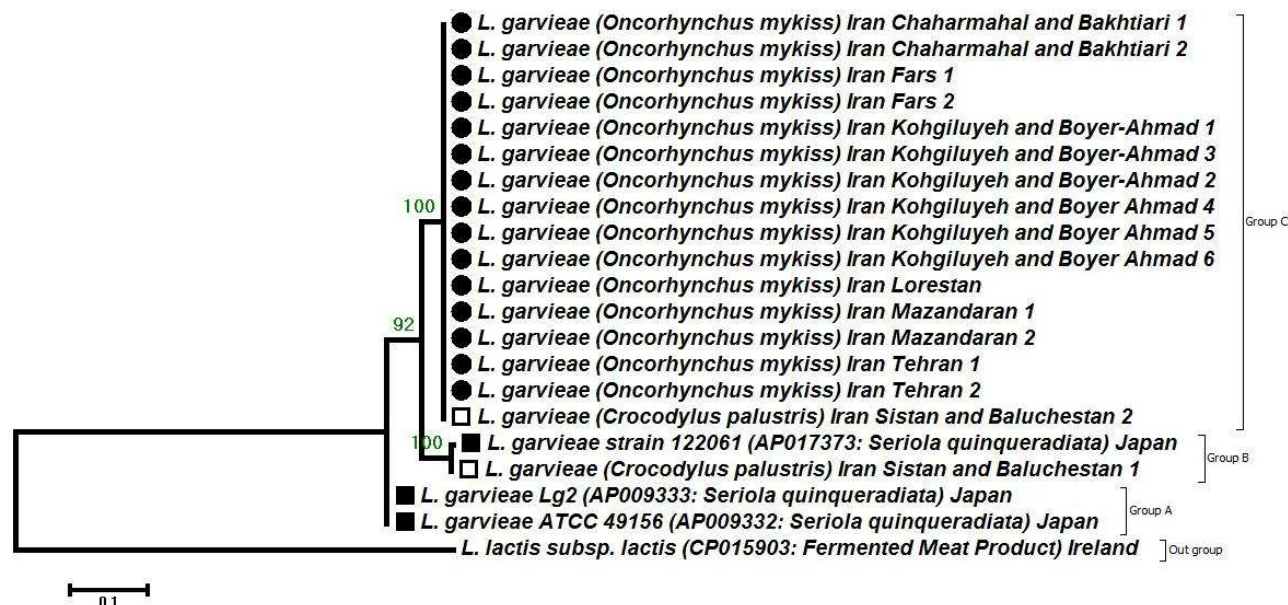 L. garvieae (Oncorhynchus mykiss) Iran Chaharmahal and Bakhtiari 1
L. garvieae (Oncorhynchus mykiss) Iran Chaharmahal and Bakhtiari 2
L. garvieae (Oncorhynchus mykiss) Iran Fars 1
L. garvieae (Oncorhynchus mykiss) Iran Fars 2
L. garvieae (Oncorhynchus mykiss) Iran Kohgiluyeh and Boyer-Ahmad 1
L. garvieae (Oncorhynchus mykiss) Iran Kohgiluyeh and Boyer-Ahmad 3
L. garvieae (Oncorhynchus mykiss) Iran Kohgiluyeh and Boyer-Ahmad 2
100 L. garvieae (Oncorhynchus mykiss) Iran Kohgiluyeh and Boyer Ahmad 4
Group C
L. garvieae (Oncorhynchus mykiss) Iran Kohgiluyeh and Boyer Ahmad 5
L. garvieae (Oncorhynchus mykiss) Iran Kohgiluyeh and Boyer Ahmad 6
L. garvieae (Oncorhynchus mykiss) Iran Lorestan
L. garvieae (Oncorhynchus mykiss) Iran Mazandaran 1
92
L. garvieae (Oncorhynchus mykiss) Iran Mazandaran 2
L. garvieae (Oncorhynchus mykiss) Iran Tehran 1
L. garvieae (Oncorhynchus mykiss) Iran Tehran 2
L. garvieae (Crocodylus palustris) Iran Sistan and Baluchestan 2
100 L. garvieae strain 122061 (AP017373: Seriola quinqueradiata) Japan
Group B
L. garvieae (Crocodylus palustris) Iran Sistan and Baluchestan 1
L. garvieae Lg2 (AP009333: Seriola quinqueradiata) Japan
Group A
L. garvieae ATCC 49156 (AP009332: Seriola quinqueradiata) Japan
L. lactis subsp. lactis (CP015903: Fermented Meat Product) Ireland
Out group
0.1